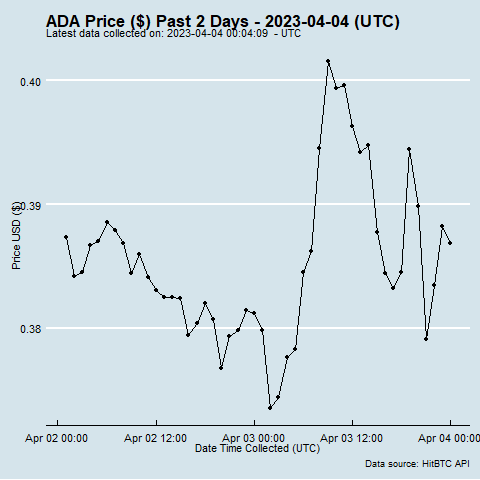 ADA Price ($) Past 2 Days - 2023-04-04 (UTC)
Latest data collected on: 2023-04-04 00:04:09 - UTC
0.40
0.39
0.38
Price USD ($)
Apr 02 00:00 Apr 02 12:00 Apr 03 00:00 Apr 03 12:00 Apr 04 00:00
Date Time Collected (UTC)
Data source: HitBTC API